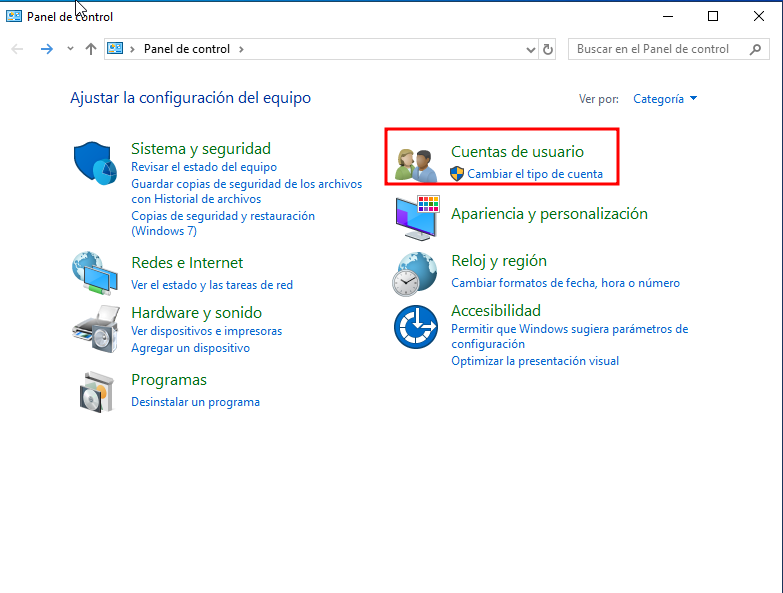 Panel de control
Panel de control
Buscar en el Panel de control
Ajustar la configuración del equipo
Ver por:
Categoría
Sistema y seguridad
Revisar el estado del equipo
Guardar copias de seguridad de los archivos
con Historial de archivos
Copias de seguridad y restauración
(Windows 7)
Redes e Internet
Ver el estado y las tareas de red
Hardware y sonido
Ver dispositivos e impresoras
Agregar un dispositivo
Programas
Desinstalar un programa
Cuentas de usuario
Cambiar el tipo de cuenta
Apariencia y personalización
Reloj y región
Cambiar formatos de fecha, hora o número
Accesibilidad
Permitir que Windows sugiera parámetros de
configuración
Optimizar la presentación visual